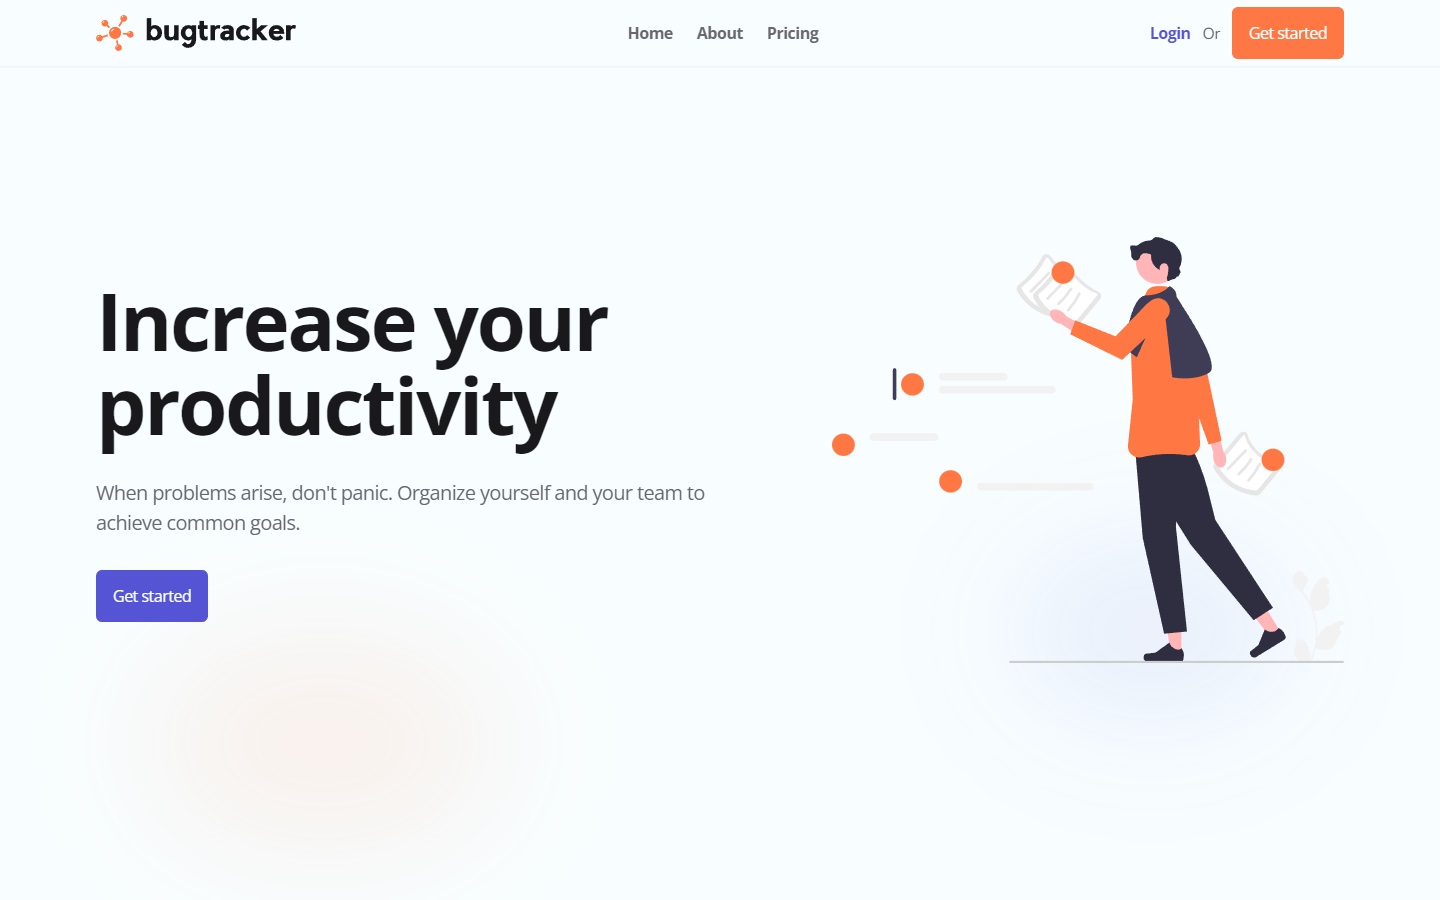 bugtracker
Home
About
Pricing
Login
Or
Get started
Increase your
productivity
When problems arise, don't panic. Organize yourself and your team to
achieve common goals.
Get started